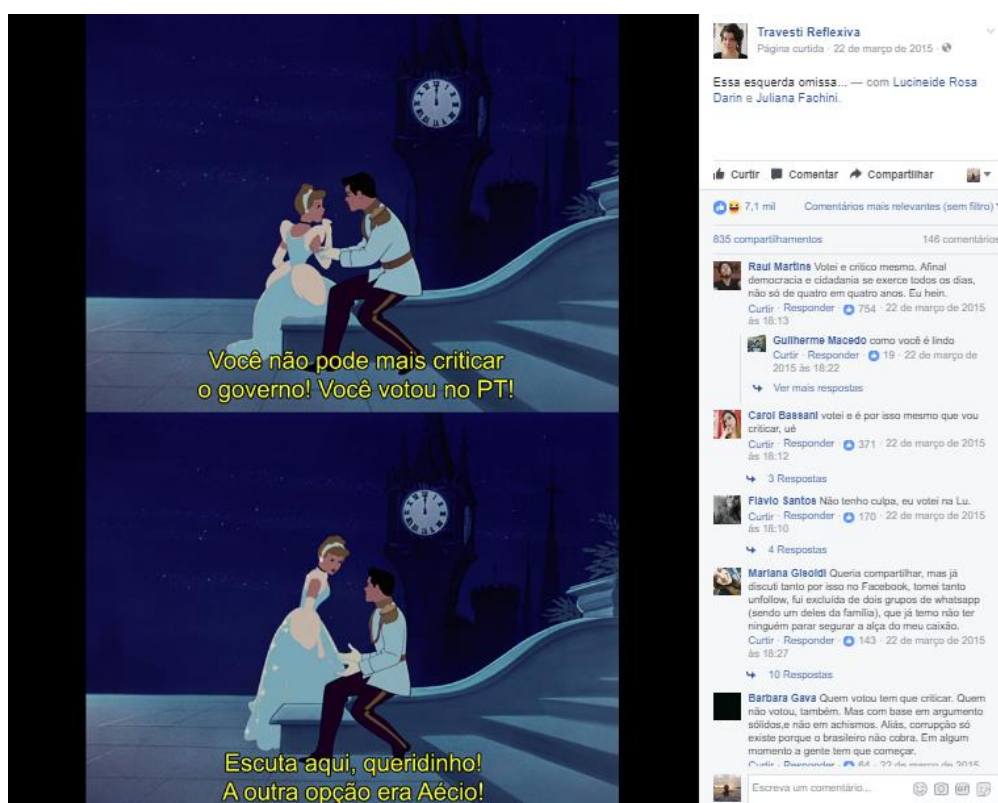 Você não pode mais criticar
o governo! Você votou no PT!
Escuta aqui, queridinho!
A outra opção era Aécio!
Travesti Reflexiva
Página curtida · 22 de março de 2015 ·
Essa esquerda omissa... — com Lucineide Rosa
Darin e Juliana Fachini.
Curtir Comentar Compartilhar
7,1 mil Comentários mais relevantes (sem filtro)
835 compartilhamentos 146 comentários
Raul Martins Votei e critico mesmo. Afinal
democracia e cidadania se exerce todos os dias,
não só de quatro em quatro anos. Eu hein.
Curtir · Responder · 754 · 22 de março de 2015
às 18:13
Guilherme Macedo como você é lindo
Curtir · Responder · 19 · 22 de março de
2015 às 18:22
Ver mais respostas
Carol Bassani votei e é por isso mesmo que vou
criticar, ué
Curtir · Responder · 371 · 22 de março de 2015
às 18:12
3 Respostas
Flavio Santos Não tenho culpa, eu votei na Lu.
Curtir · Responder · 170 · 22 de março de 2015
às 18:10
4 Respostas
Mariana Gisoldi Queria compartilhar, mas já
discuti tanto por isso no Facebook, tomei tanto
unfollow, fui excluída de dois grupos de whatsapp
(sendo um deles da família), que já temo não ter
ninguém parar segurar a alça do meu caixão.
Curtir · Responder · 143 · 22 de março de 2015
às 18:27
10 Respostas
Barbara Gava Quem votou tem que criticar. Quem
não votou, também. Mas com base em argumento
sólidos,e não em achismos. Aliás, corrupção só
existe porque o brasileiro não cobra. Em algum
momento a gente tem que começar.
Curtir · Responder · 64 · 22 de março de 2015
Escreva um comentário...
GIF